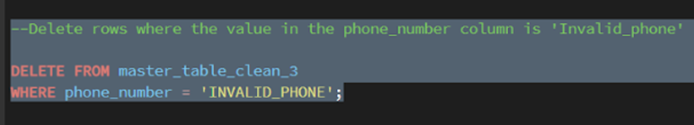 --Delete rows where the value in the phone_number column is 'Invalid_phone'
DELETE FROM master_table_clean_3
WHERE phone_number = 'INVALID_PHONE';